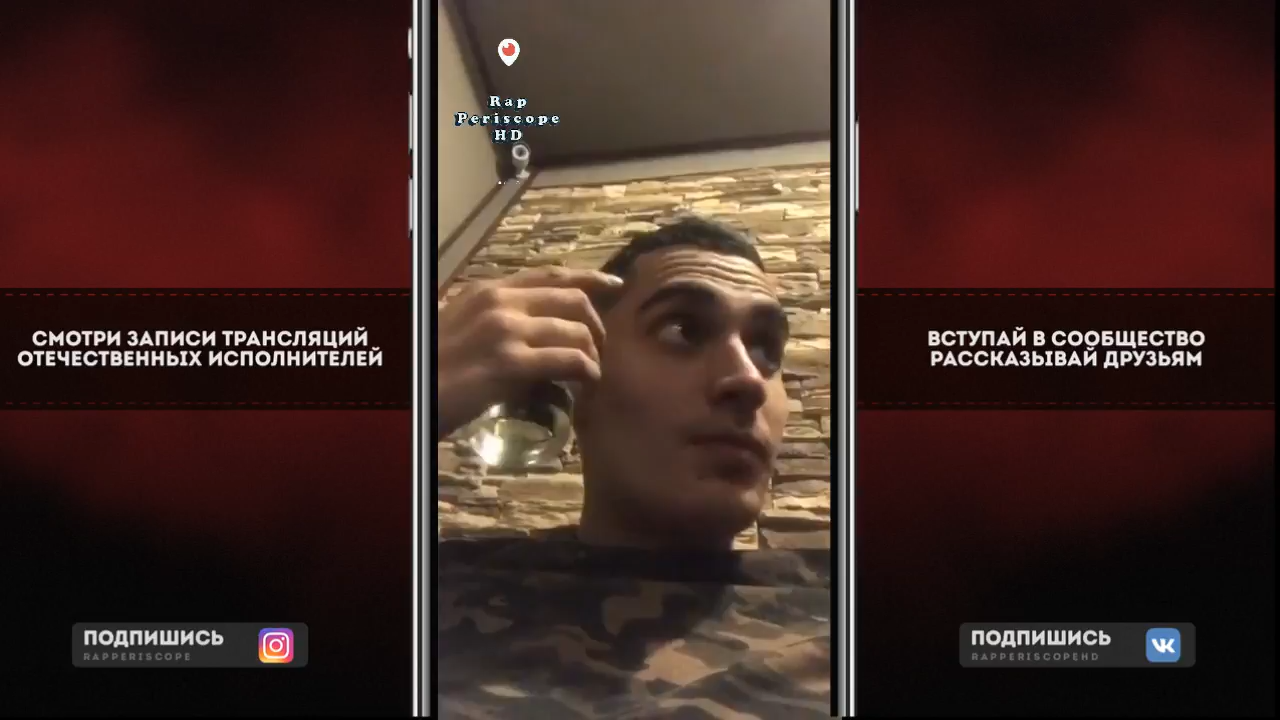 Rap
Periscope
HD
СМОТРИ ЗАПИСИ ТРАНСЛЯЦИЙ
ОТЕЧЕСТВЕННЫХ ИСПОЛНИТЕЛЕЙ
ВСТУПАЙ В СООБЩЕСТВО
РАССКАЗЫВАЙ ДРУЗЬЯМ
ПОДПИШИСЬ
RAPPERISCOPE
ПОДПИШИСЬ
RAPPERISCOPEHD